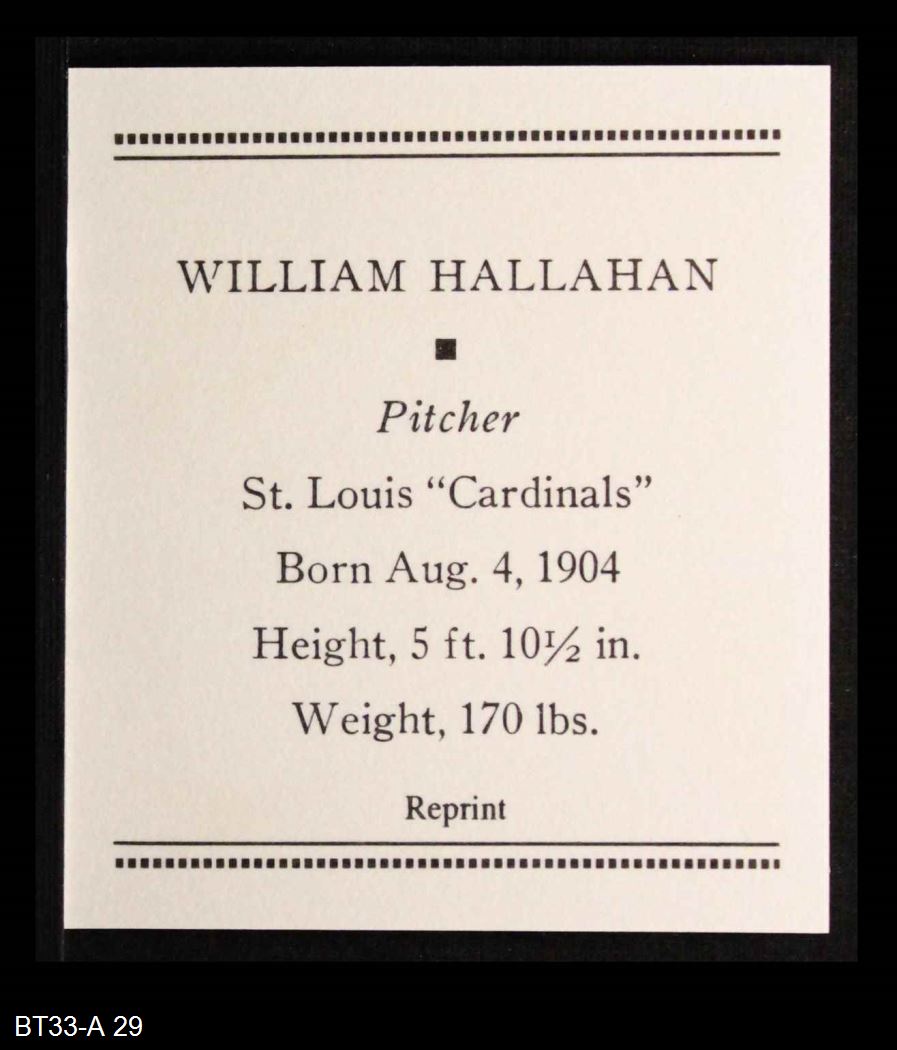 WILLIAM HALLAHAN
Pitcher
St. Louis “Cardinals”
Born Aug. 4, 1904
Height, 5 ft. 10½ in.
Weight, 170 lbs.
Reprint
BT33-A 29